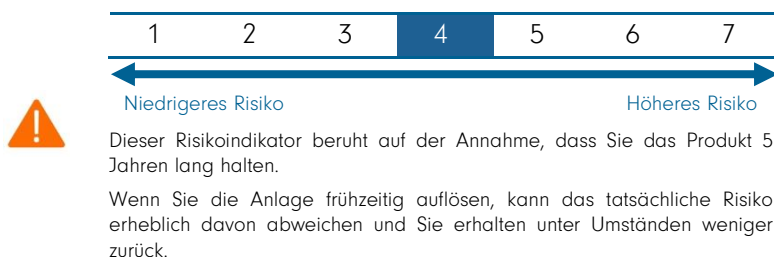 1 2 3 4 5 6 7
Niedrigeres Risiko Höheres Risiko
Dieser Risikoindikator beruht auf der Annahme, dass Sie das Produkt 5
Jahren lang halten.
Wenn Sie die Anlage frühzeitig auflösen, kann das tatsächliche Risiko
erheblich davon abweichen und Sie erhalten unter Umständen weniger
zurück.